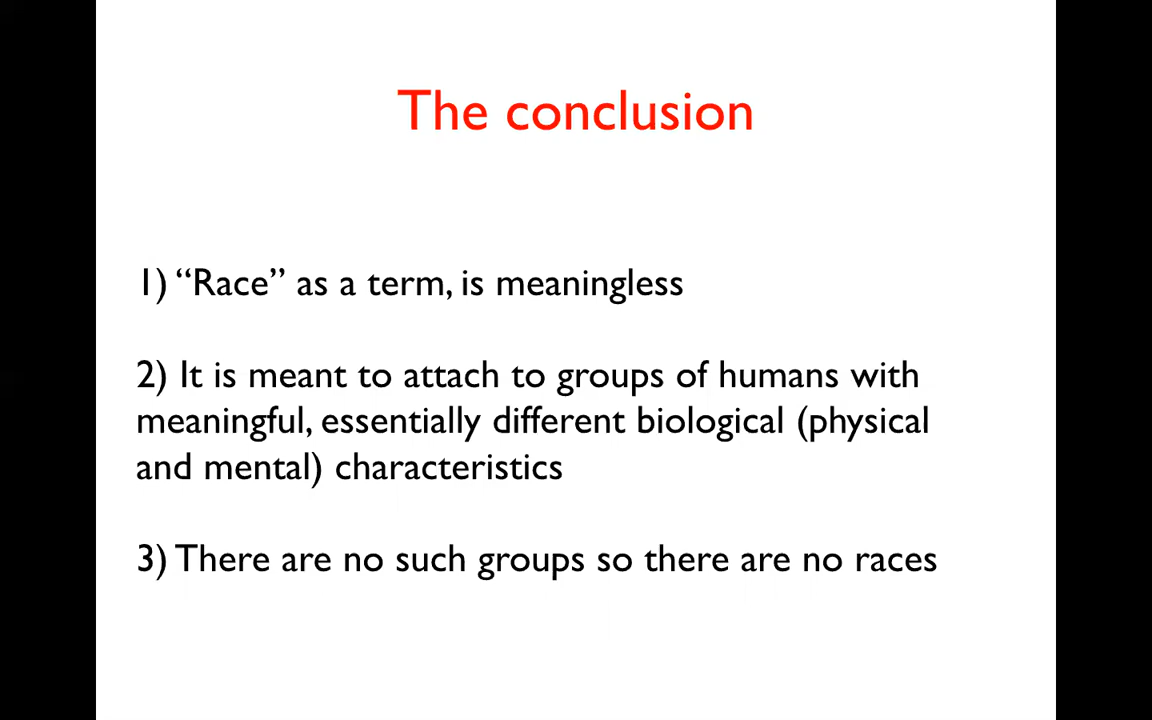 The conclusion
1) “Race” as a term, is meaningless
2) It is meant to attach to groups of humans with
meaningful, essentially different biological (physical
and mental) characteristics
3) There are no such groups so there are no races